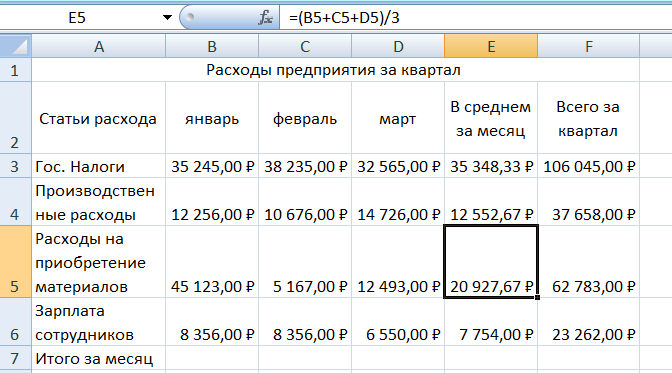 E5 fx =(B5+C5+D5)/3
A B C D E F
1 Расходы предприятия за квартал
В среднем Всего за
2 Статьи расхода январь февраль март за месяц квартал
3 Гос. Налоги 35 245,00 ₽ 38 235,00 ₽ 32 565,00 ₽ 35 348,33 ₽ 106 045,00 ₽
Производствен
4 ные расходы 12 256,00 ₽ 10 676,00 ₽ 14 726,00 ₽ 12 552,67 ₽ 37 658,00 ₽
Расходы на
приобретение
5 материалов 45 123,00 ₽ 5 167,00 ₽ 12 493,00 ₽ 20 927,67 ₽ 62 783,00 ₽
Зарплата
6 сотрудников 8 356,00 ₽ 8 356,00 ₽ 6 550,00 ₽ 7 754,00 ₽ 23 262,00 ₽
7 Итого за месяц